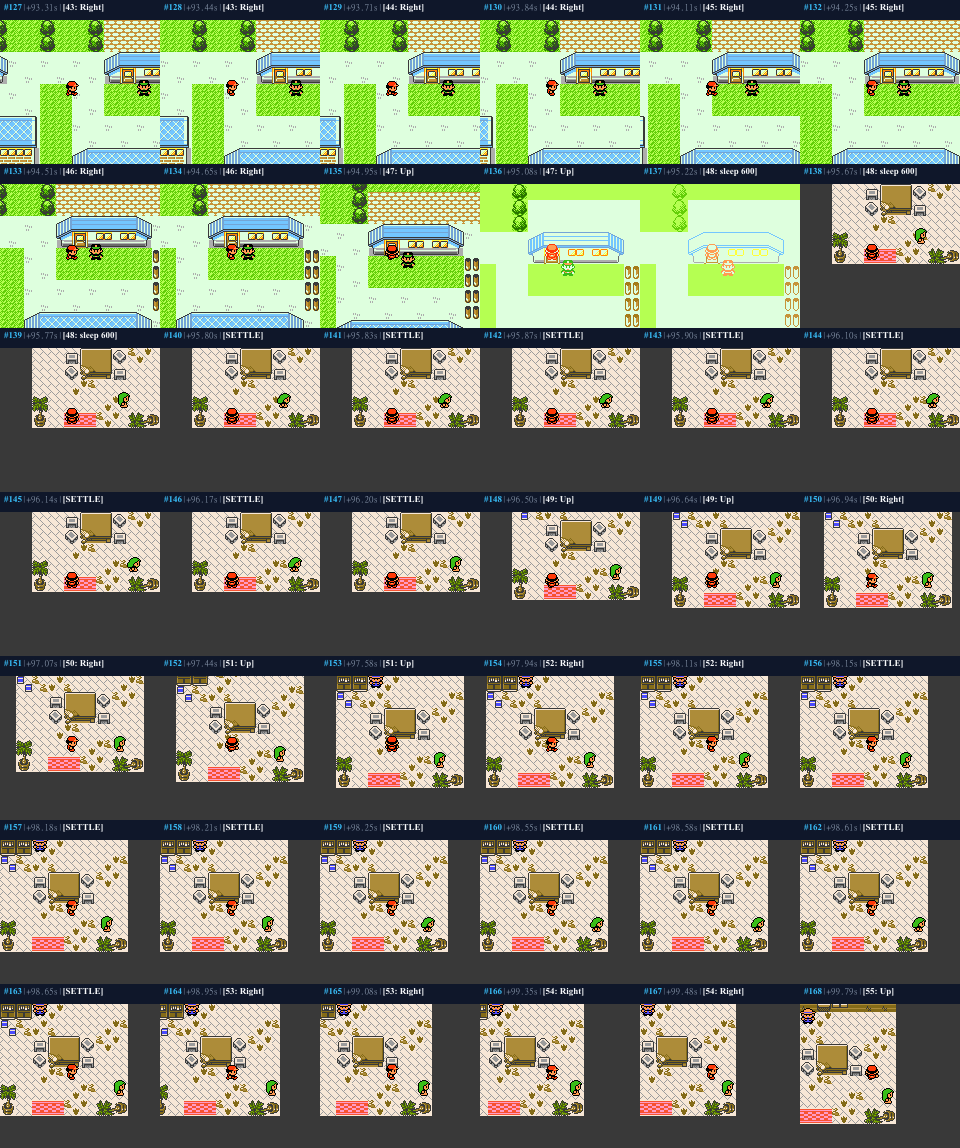 #127|+93.31s|[43: Right]
#128|+93.44s|[43: Right]
#129|+93.71s|[44: Right]
#130|+93.84s|[44: Right]
#131|+94.11s|[45: Right]
#132|+94.25s|[45: Right]
#133|+94.51s|[46: Right]
#134|+94.65s|[46: Right]
#135|+94.95s|[47: Up]
#136|+95.08s|[47: Up]
#137|+95.22s|[48: sleep 600]
#138|+95.67s|[48: sleep 600]
#139|+95.77s|[48: sleep 600]
#140|+95.80s|[SETTLE]
#141|+95.83s|[SETTLE]
#142|+95.87s|[SETTLE]
#143|+95.90s|[SETTLE]
#144|+96.10s|[SETTLE]
#145|+96.14s|[SETTLE]
#146|+96.17s|[SETTLE]
#147|+96.20s|[SETTLE]
#148|+96.50s|[49: Up]
#149|+96.64s|[49: Up]
#150|+96.94s|[50: Right]
#151|+97.07s|[50: Right]
#152|+97.44s|[51: Up]
#153|+97.58s|[51: Up]
#154|+97.94s|[52: Right]
#155|+98.11s|[52: Right]
#156|+98.15s|[SETTLE]
#157|+98.18s|[SETTLE]
#158|+98.21s|[SETTLE]
#159|+98.25s|[SETTLE]
#160|+98.55s|[SETTLE]
#161|+98.58s|[SETTLE]
#162|+98.61s|[SETTLE]
#163|+98.65s|[SETTLE]
#164|+98.95s|[53: Right]
#165|+99.08s|[53: Right]
#166|+99.35s|[54: Right]
#167|+99.48s|[54: Right]
#168|+99.79s|[55: Up]